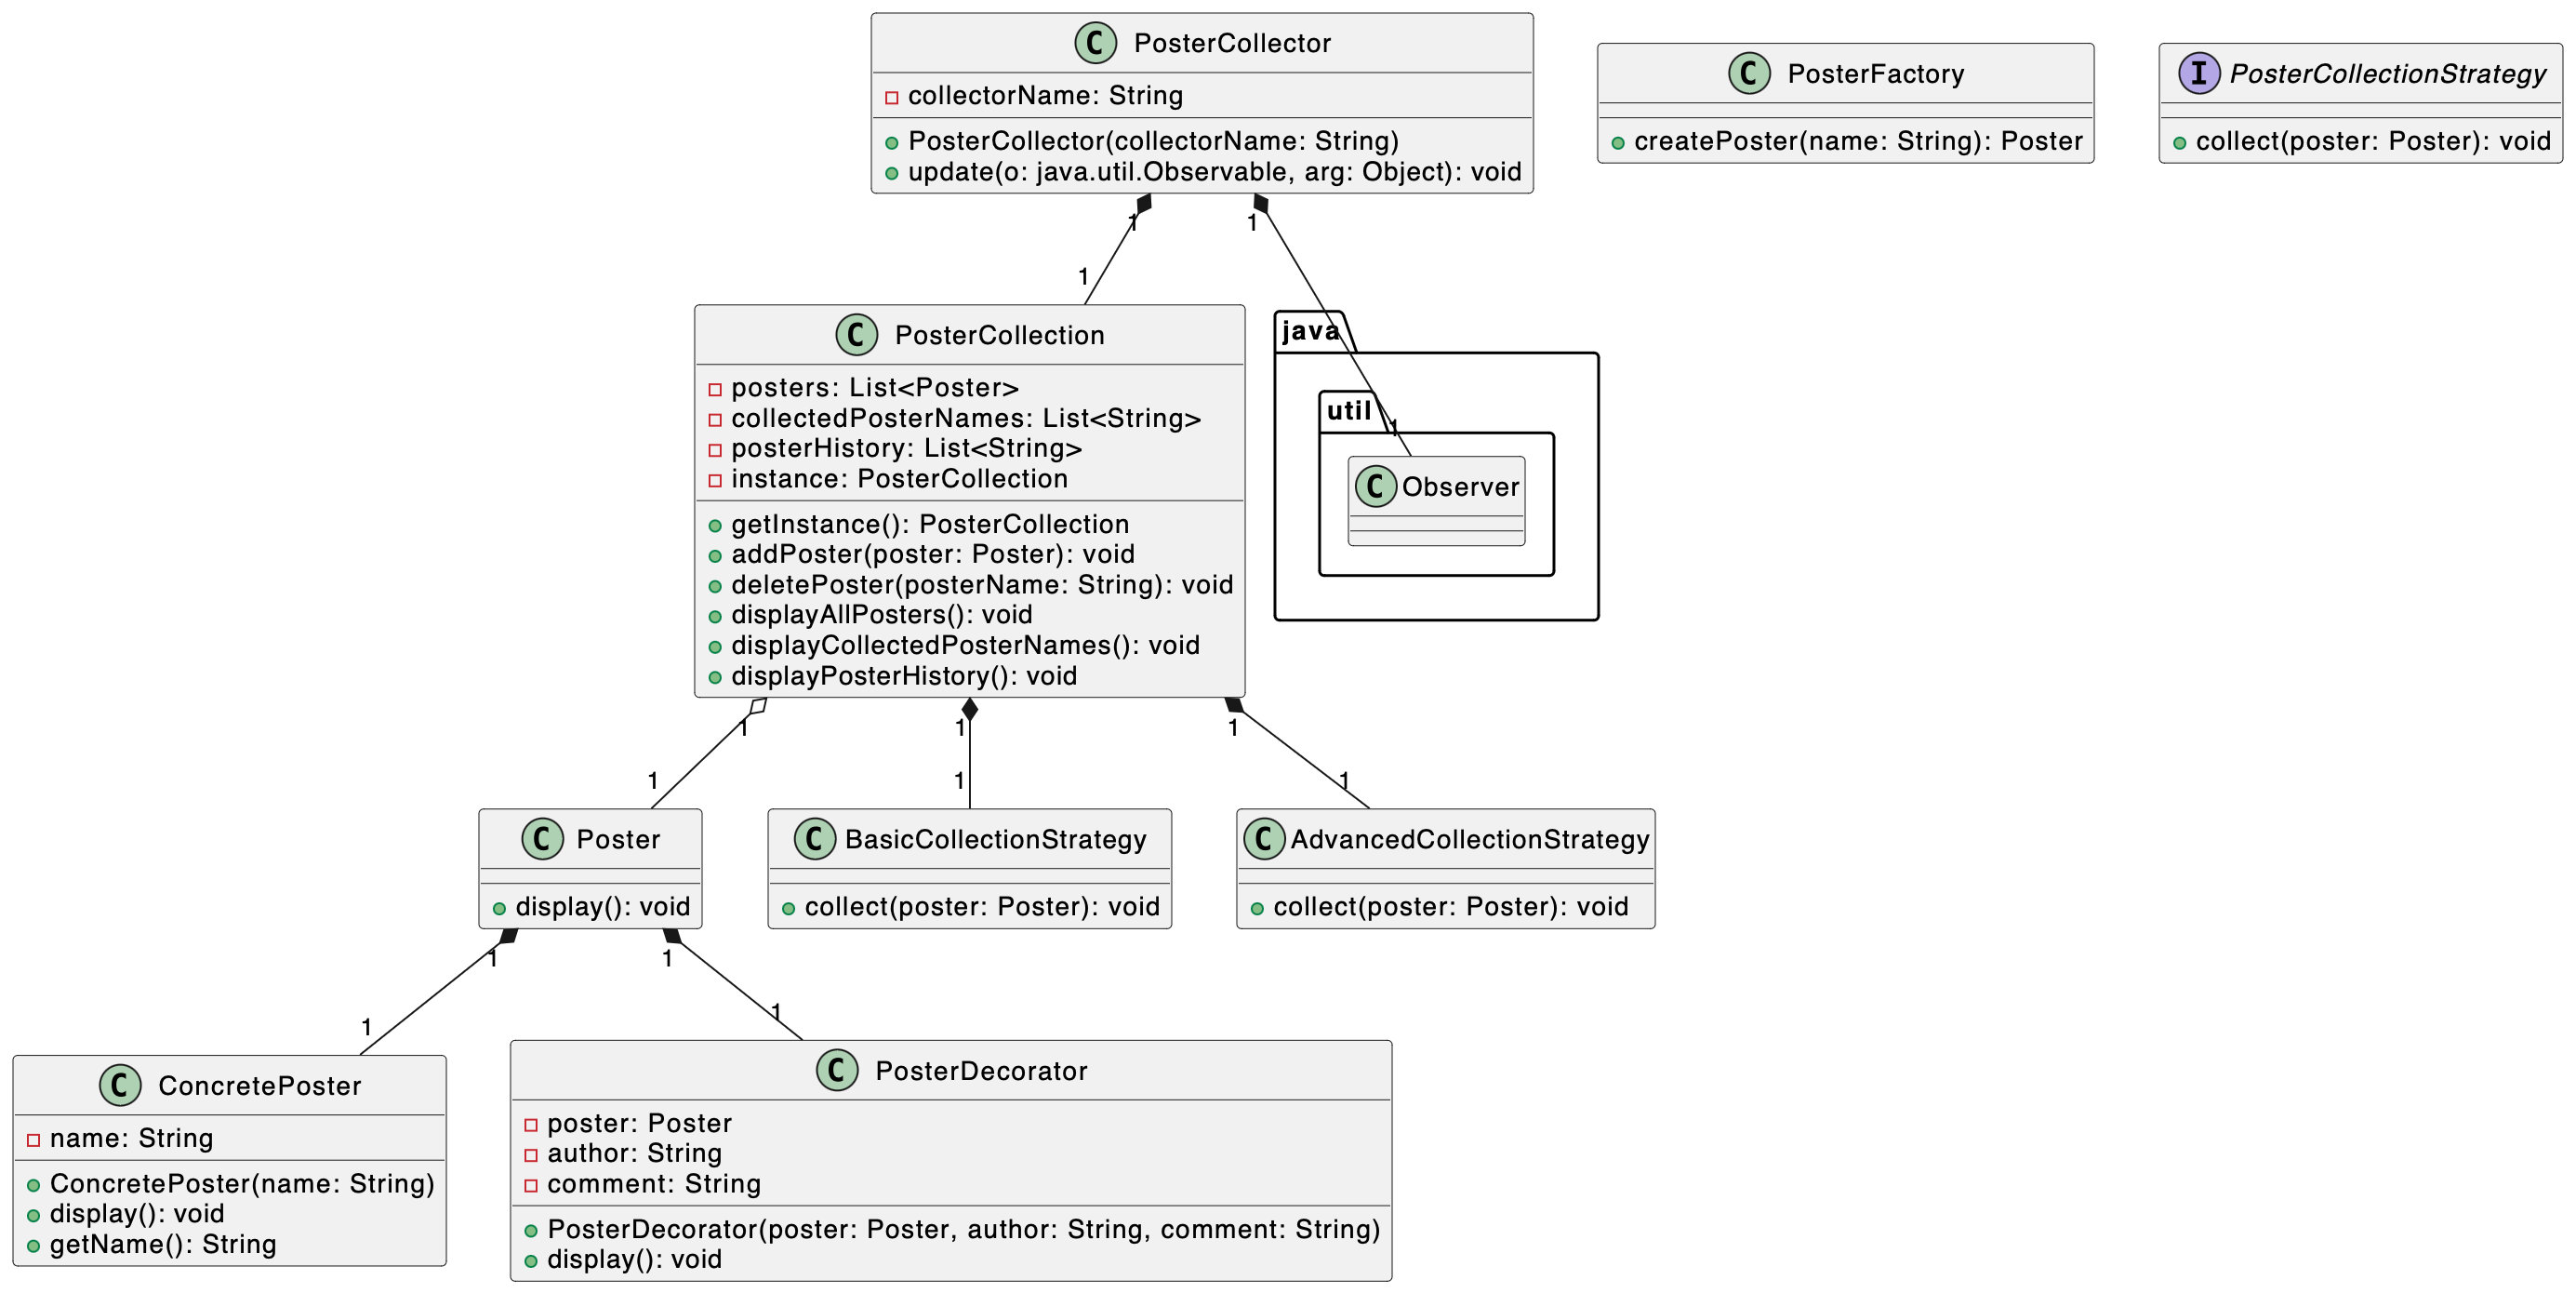 C PosterCollector
collectorName: String
PosterCollector(collectorName: String)
update(o: java.util.Observable, arg: Object): void
C PosterFactory
createPoster(name: String): Poster
I PosterCollectionStrategy
collect(poster: Poster): void
1
1
1
1
C PosterCollection
posters: List<Poster>
collectedPosterNames: List<String>
posterHistory: List<String>
instance: PosterCollection
getInstance(): PosterCollection
addPoster(poster: Poster): void
deletePoster(posterName: String): void
displayAllPosters(): void
displayCollectedPosterNames(): void
displayPosterHistory(): void
java
util
C Observer
1
1
1
1
1
1
C Poster
display(): void
C BasicCollectionStrategy
collect(poster: Poster): void
C AdvancedCollectionStrategy
collect(poster: Poster): void
1
1
1
1
C ConcretePoster
name: String
ConcretePoster(name: String)
display(): void
getName(): String
C PosterDecorator
poster: Poster
author: String
comment: String
PosterDecorator(poster: Poster, author: String, comment: String)
display(): void